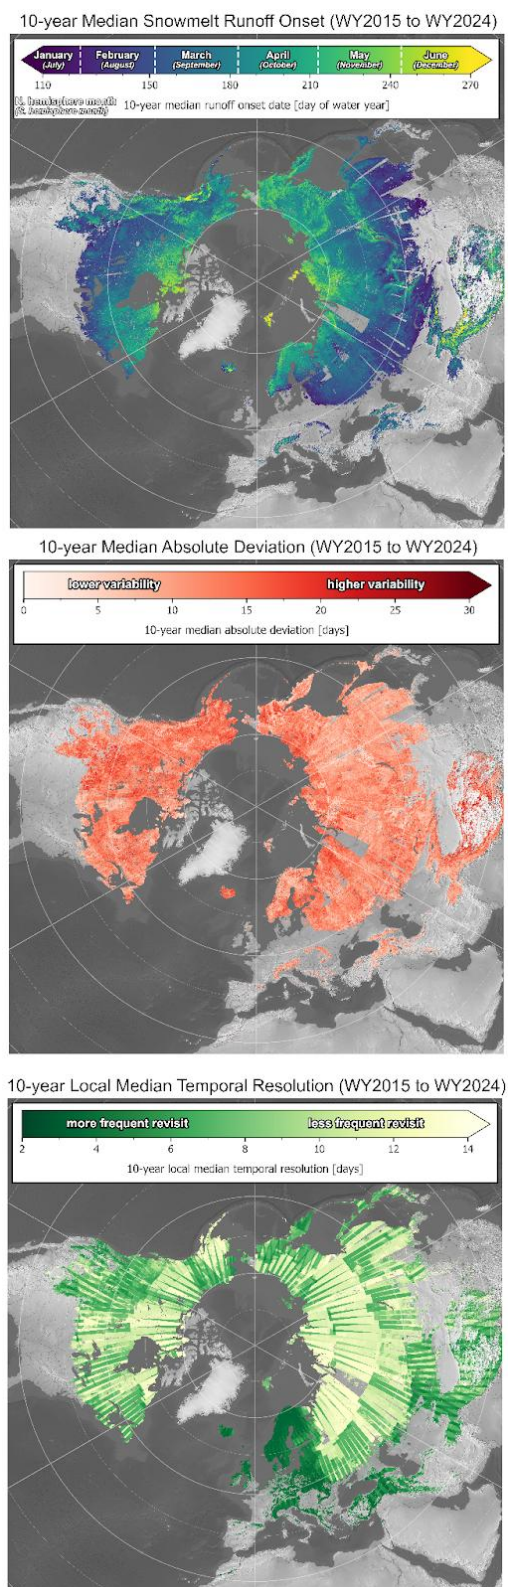 10-year Median Snowmelt Runoff Onset (WY2015 to WY2024)
January February March April May June
(July) (August) (September) (October) (November) (December)
110 150 180 210 240 270
N. hemisphere month
(S. hemisphere month)
10-year median runoff onset date [day of water year]
10-year Median Absolute Deviation (WY2015 to WY2024)
lower variability higher variability
0 5 10 15 20 25 30
10-year median absolute deviation [days]
10-year Local Median Temporal Resolution (WY2015 to WY2024)
more frequent revisit less frequent revisit
2 4 6 8 10 12 14
10-year local median temporal resolution [days]